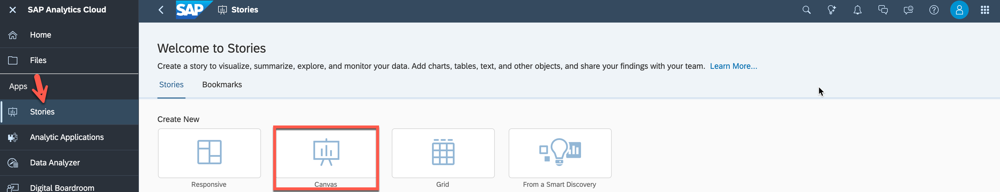 SAP Analytics Cloud
Home
Files
Apps
Stories
Analytic Applications
Data Analyzer
Digital Boardroom
SAP
Stories
Welcome to Stories
Create a story to visualize, summarize, explore, and monitor your data. Add charts, tables, text, and other objects, and share your findings with your team. Learn More...
Stories Bookmarks
Create New
Responsive Canvas Grid From a Smart Discovery